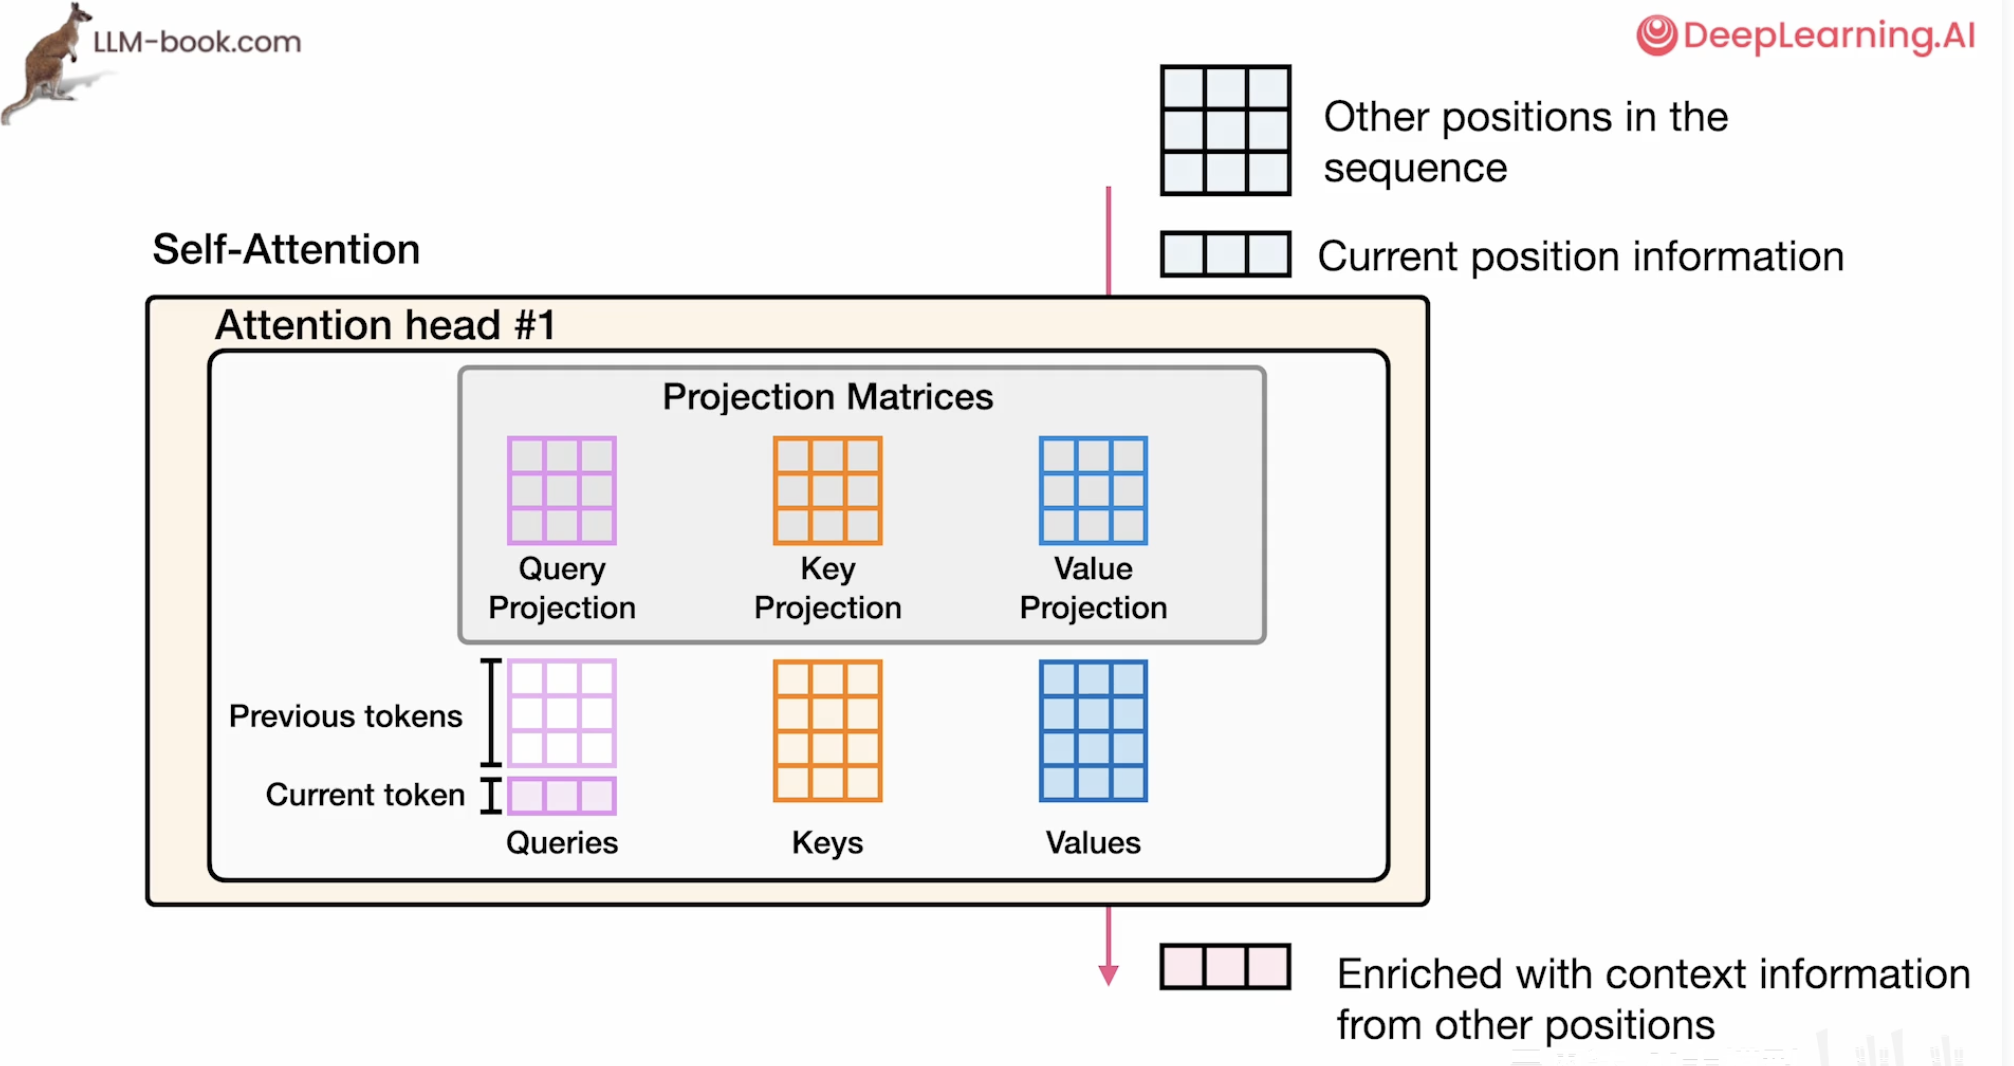 LLM-book.com
DeepLearning.AI
Other positions in the
sequence
Current position information
Self-Attention
Attention head #1
Projection Matrices
Query
Projection
Key
Projection
Value
Projection
Previous tokens
Current token
Queries
Keys
Values
Enriched with context information
from other positions